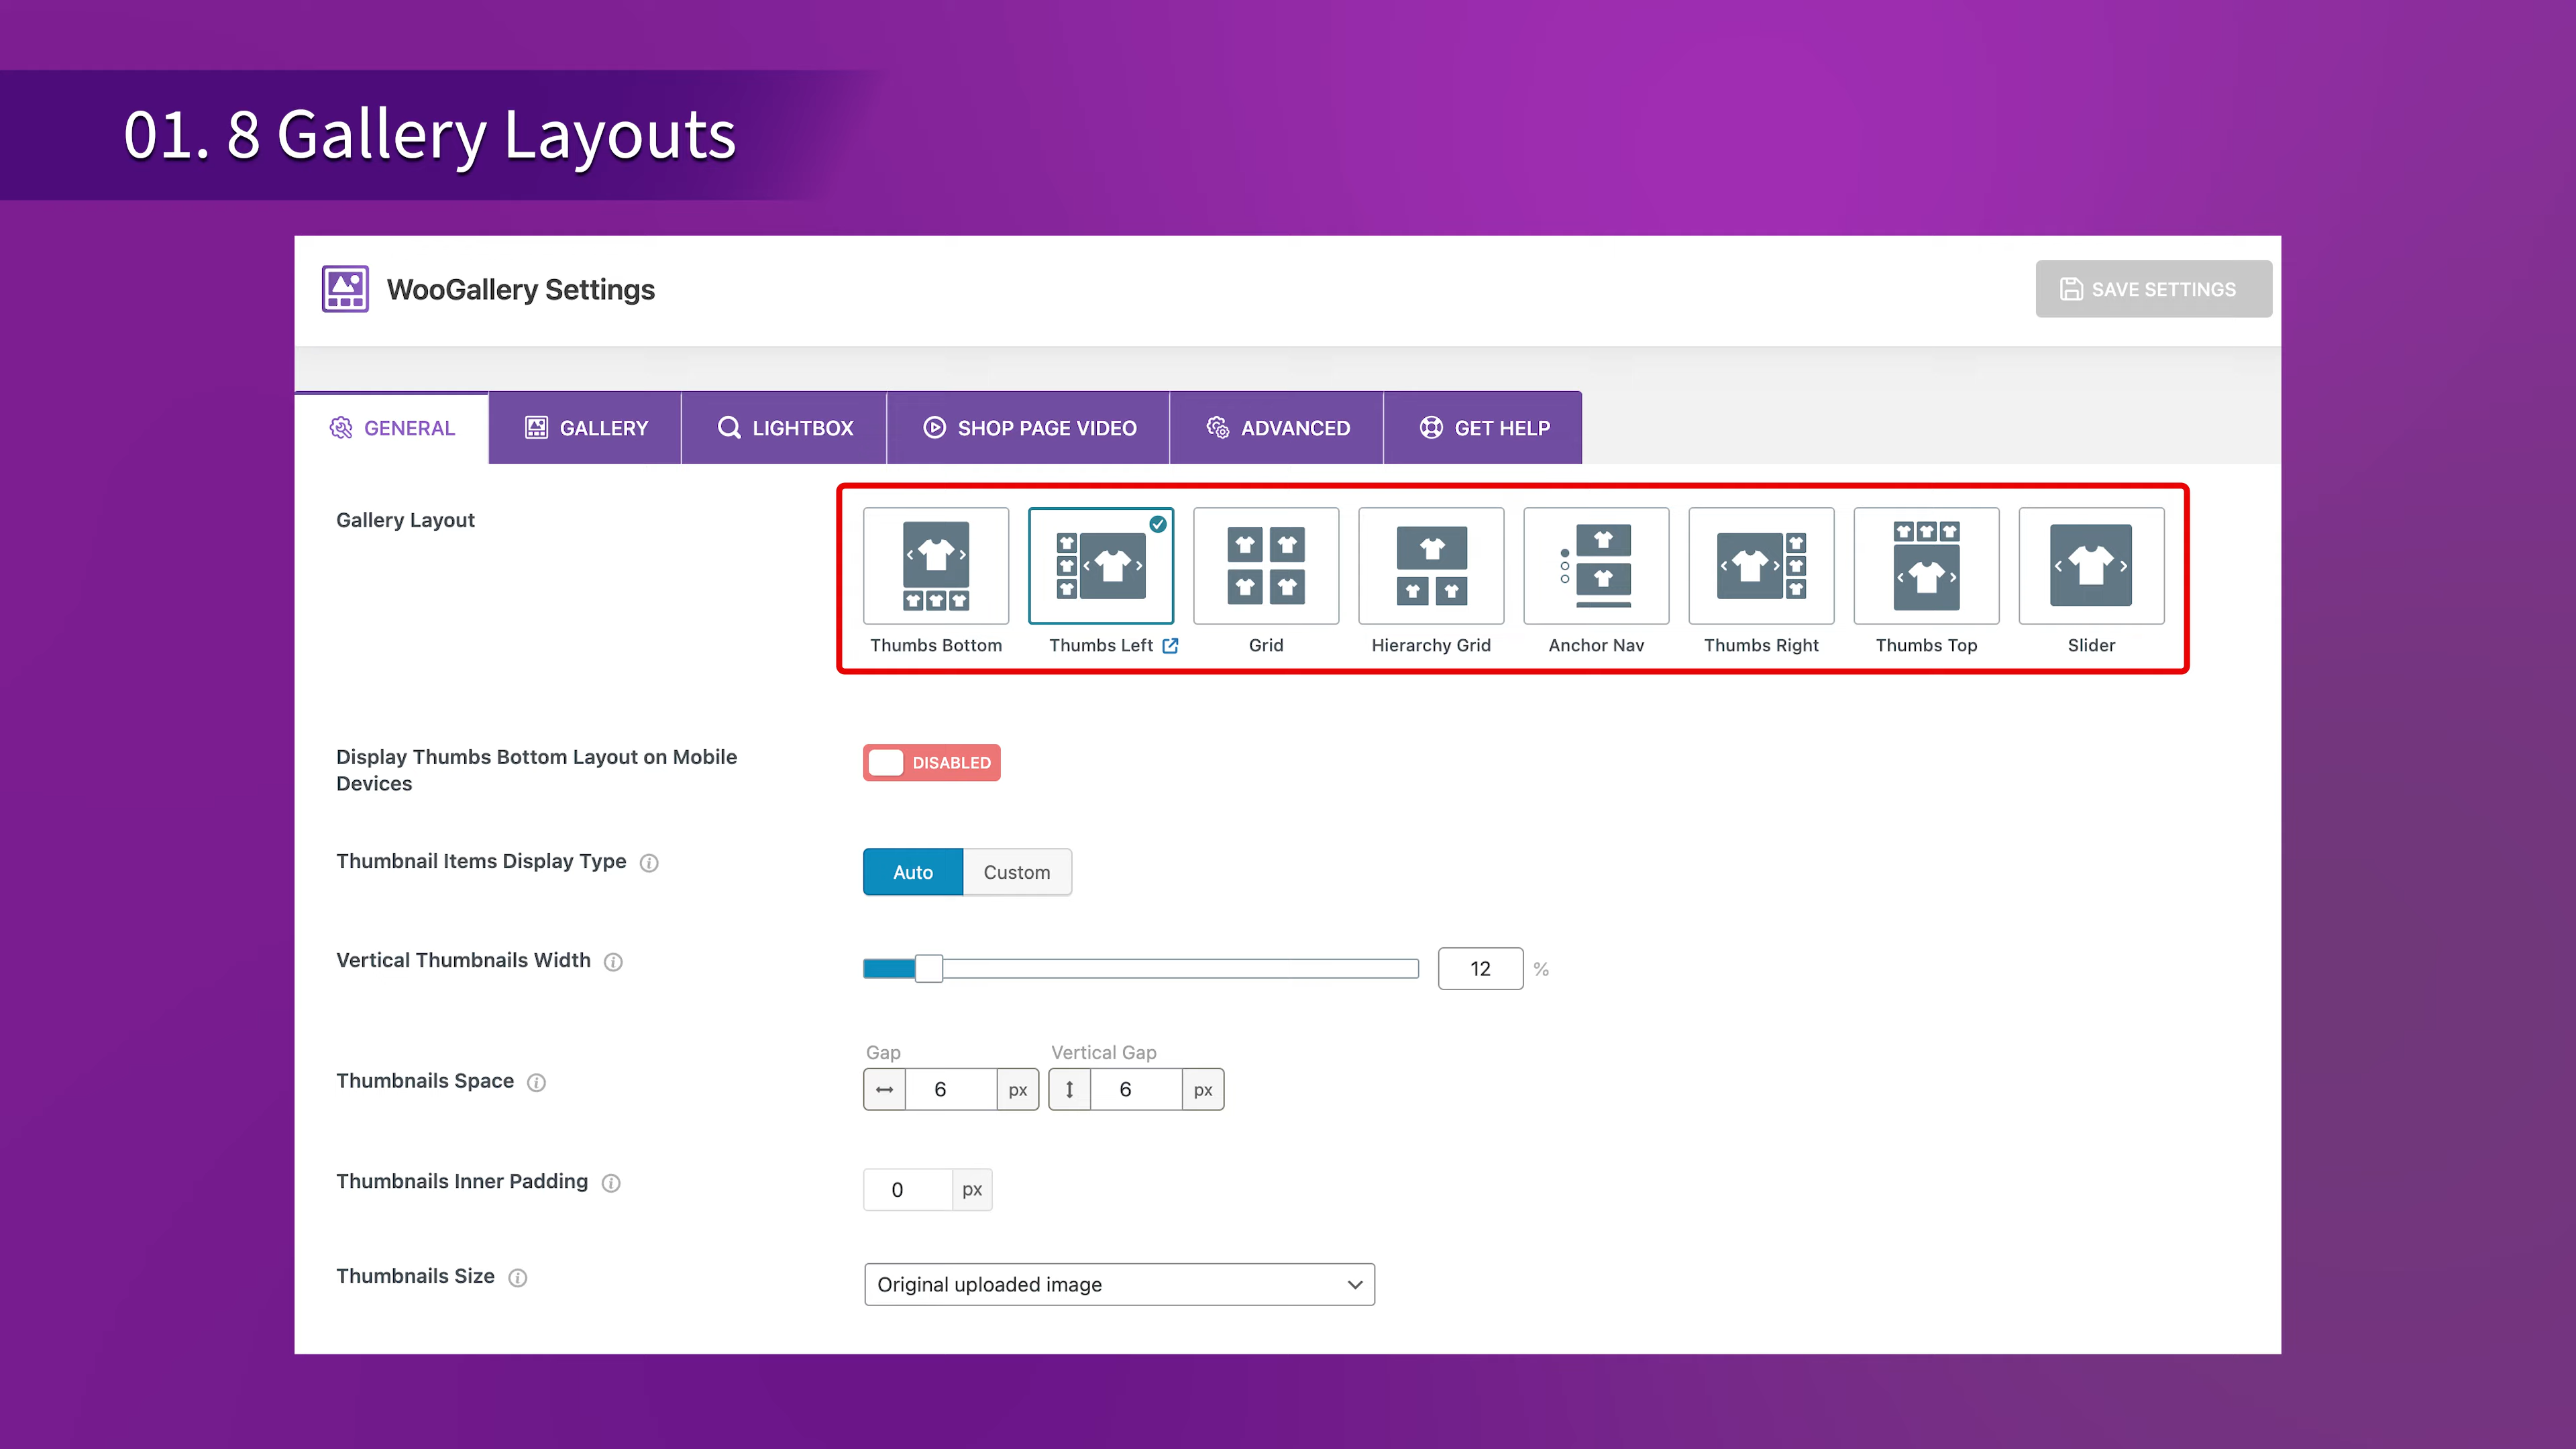 01. 8 Gallery Layouts
WooGallery Settings
SAVE SETTINGS
GENERAL
GALLERY
LIGHTBOX
SHOP PAGE VIDEO
ADVANCED
GET HELP
Gallery Layout
Thumbs Bottom
Thumbs Left
Grid
Hierarchy Grid
Anchor Nav
Thumbs Right
Thumbs Top
Slider
Display Thumbs Bottom Layout on Mobile
Devices
DISABLED
Thumbnail Items Display Type
Auto
Custom
Vertical Thumbnails Width
12
%
Gap
Vertical Gap
Thumbnails Space
6
px
6
px
Thumbnails Inner Padding
0
px
Thumbnails Size
Original uploaded image